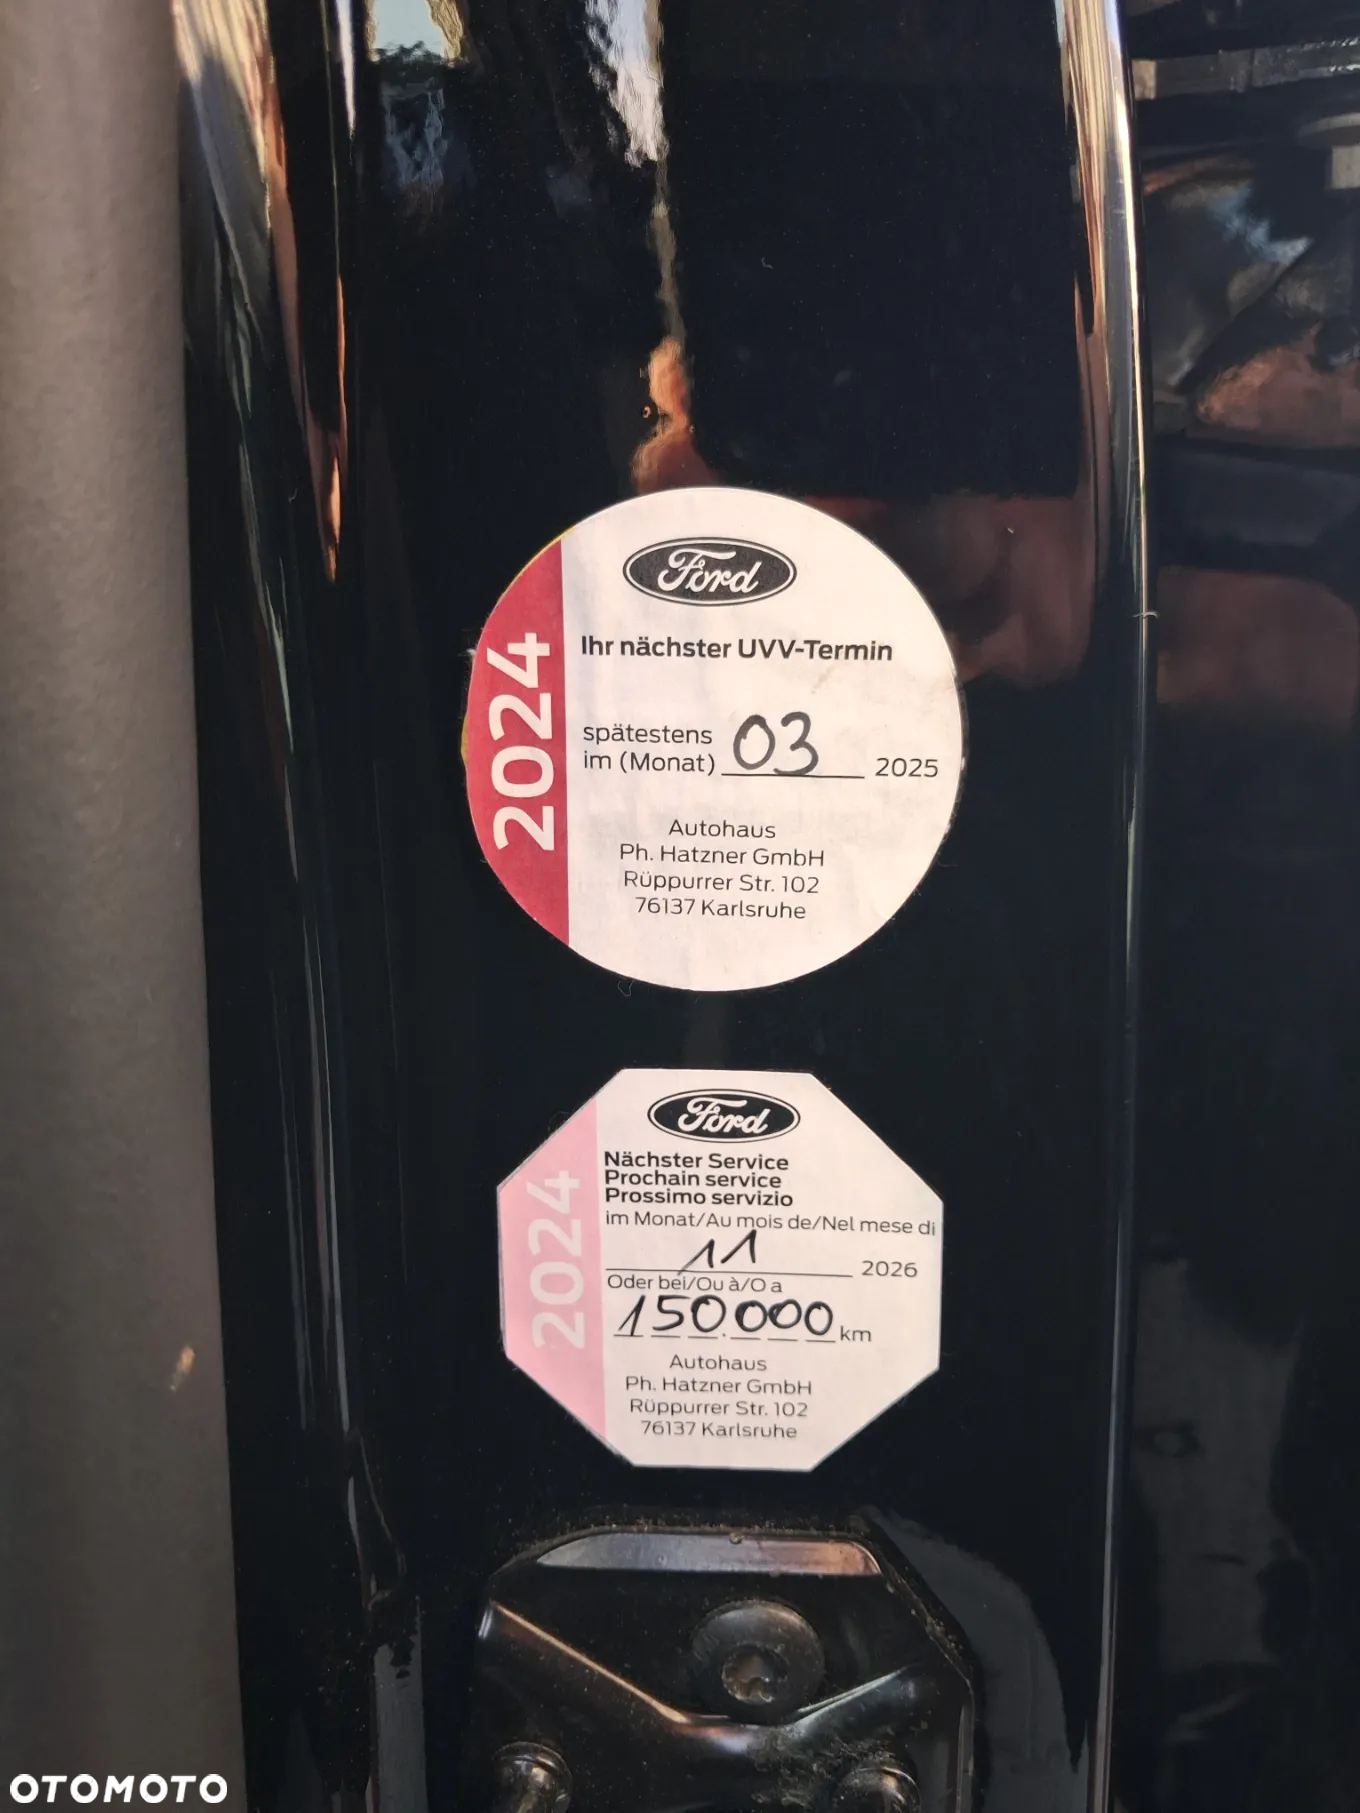 Ford
2024
Ihr nächster UVV-Termin
spätestens
im (Monat) 03 2025
Autohaus
Ph. Hatzner GmbH
Rüppurrer Str. 102
76137 Karlsruhe
Ford
2024
Nächster Service
Prochain service
Prossimo servizio
im Monat/Au mois de/Nel mese di
11 2026
Oder bei/Ou à/O a
150.000 km
Autohaus
Ph. Hatzner GmbH
Rüppurrer Str. 102
76137 Karlsruhe
OTOMOTO